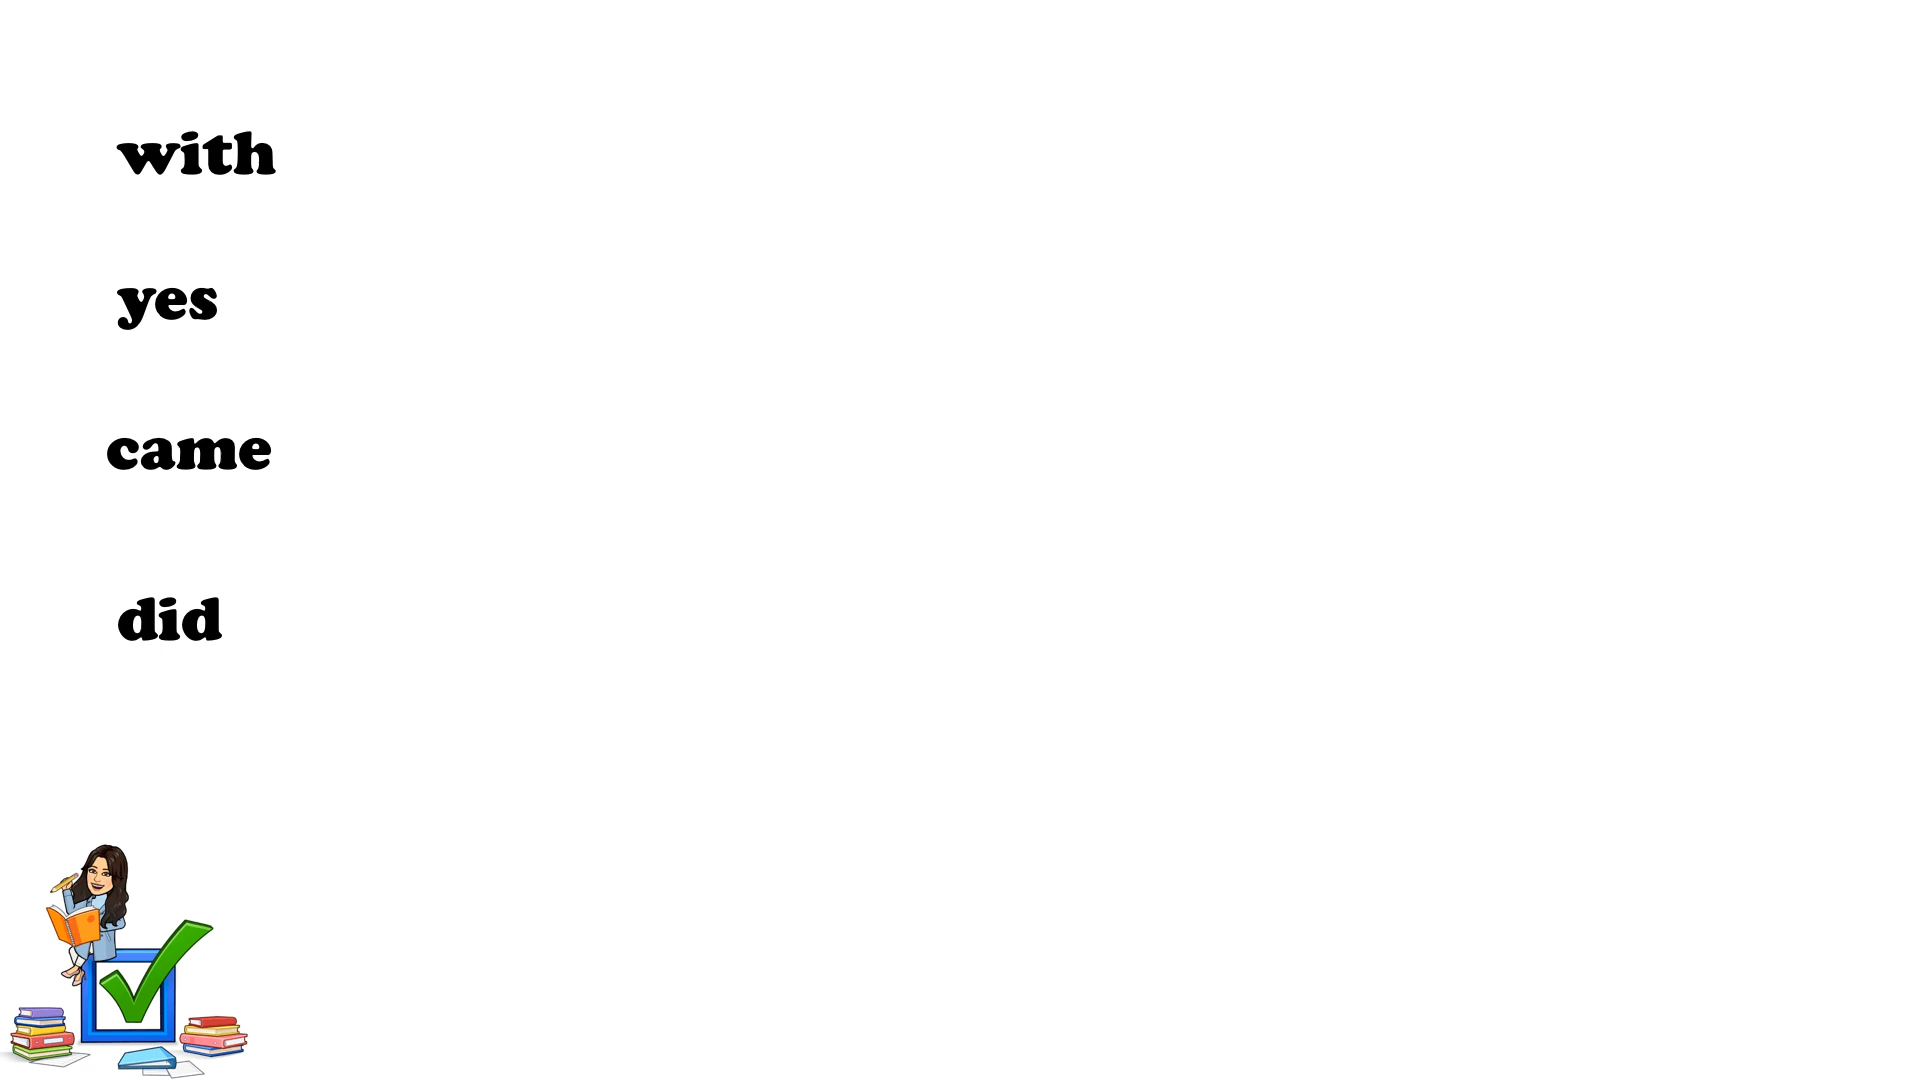 with
yes
came
did